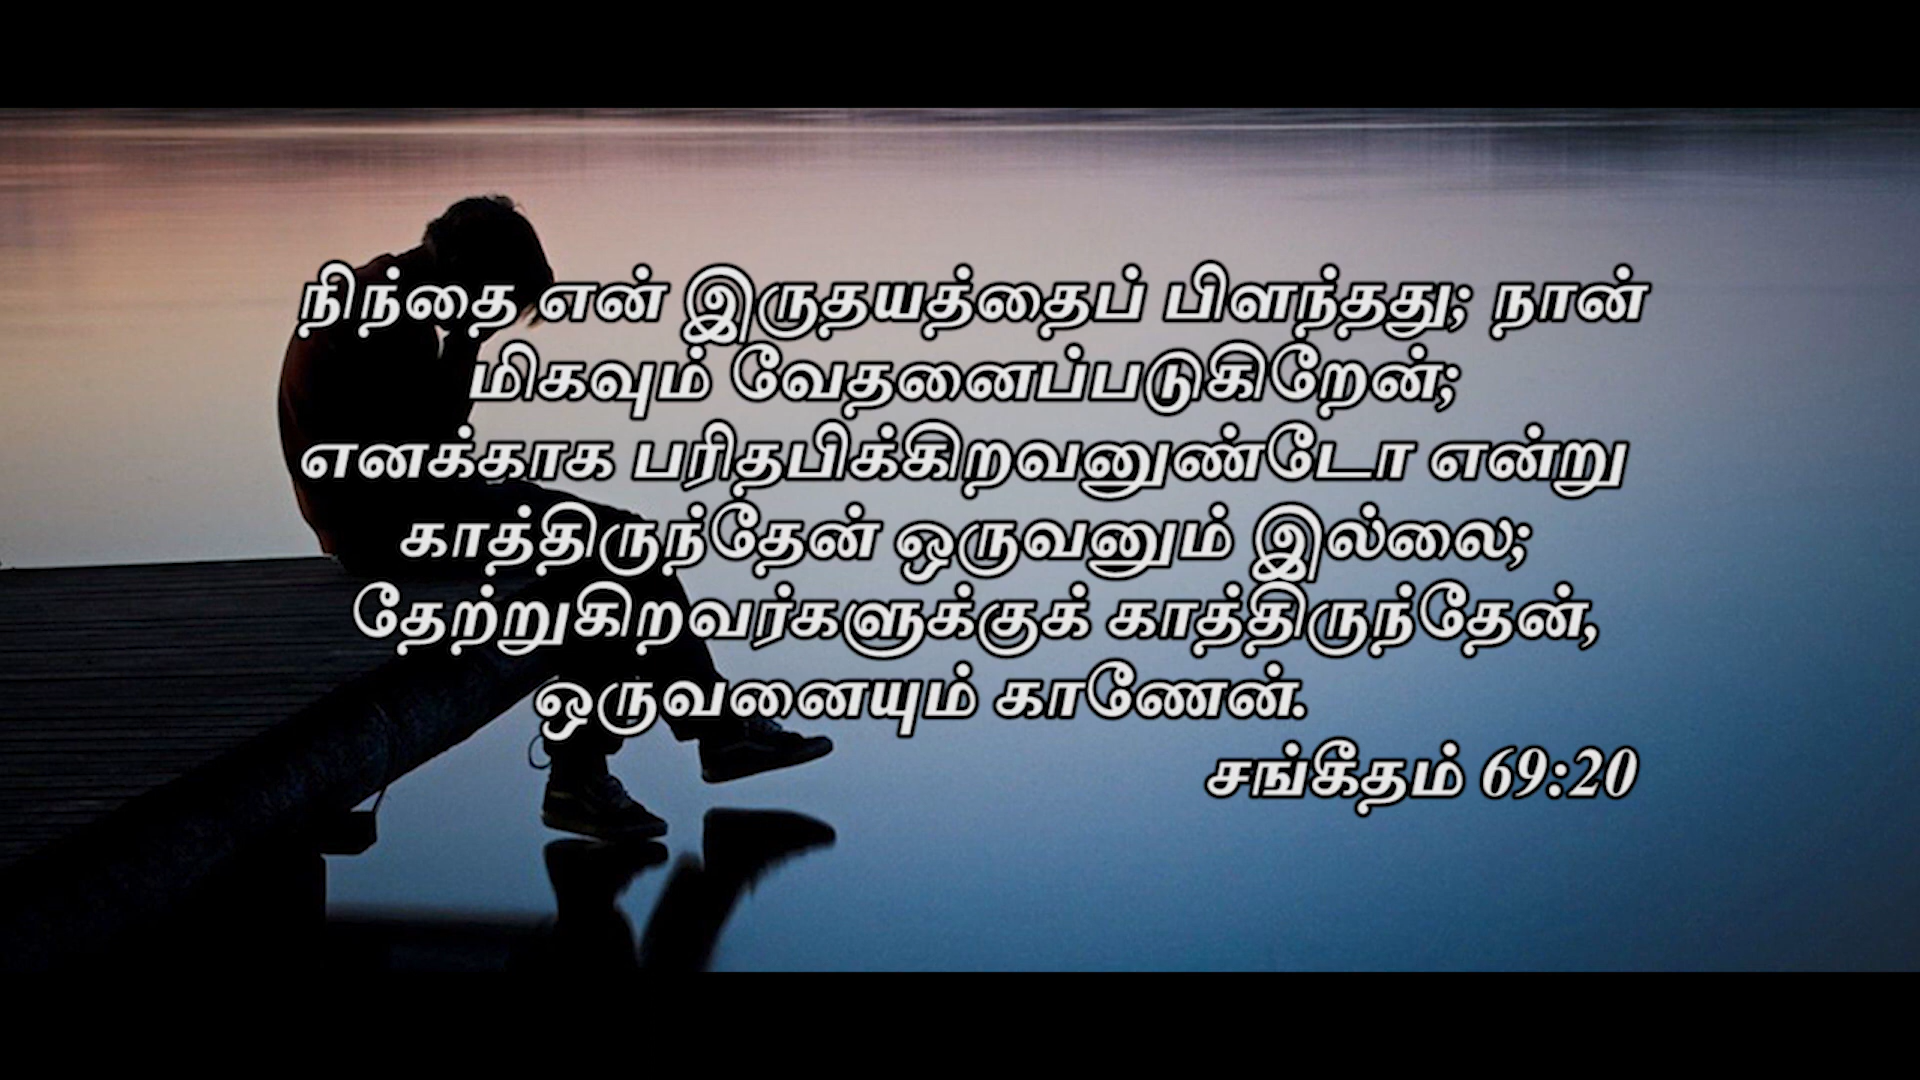 நிந்தை என் இருதயத்தைப் பிளந்தது; நான்
மிகவும் வேதனைப்படுகிறேன்;
எனக்காக பரிதபிக்கிறவனுண்டோ என்று
காத்திருந்தேன் ஒருவனும் இல்லை;
தேற்றுகிறவர்களுக்குக் காத்திருந்தேன்,
ஒருவனையும் காணேன்.
சங்கீதம் 69:20